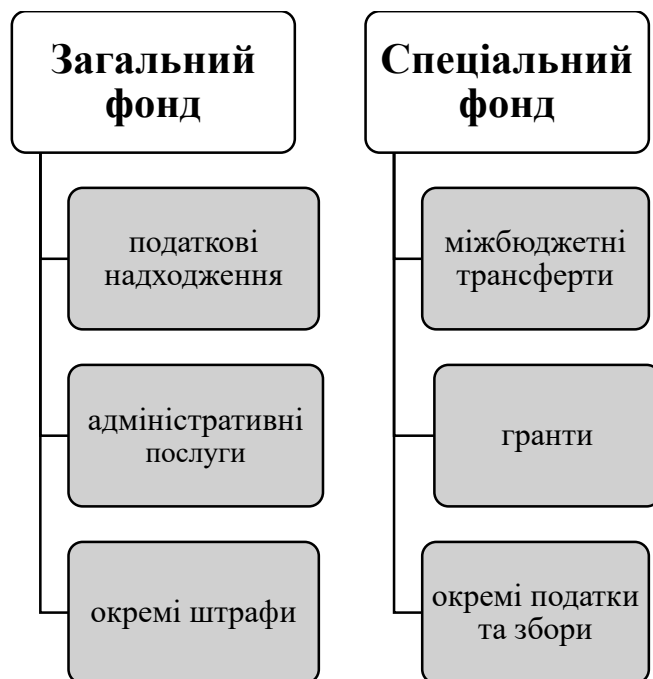 Загальний
фонд
податкові
надходження
адміністративні
послуги
окремі штрафи
Спеціальний
фонд
міжбюджетні
трансферти
гранти
окремі податки
та збори